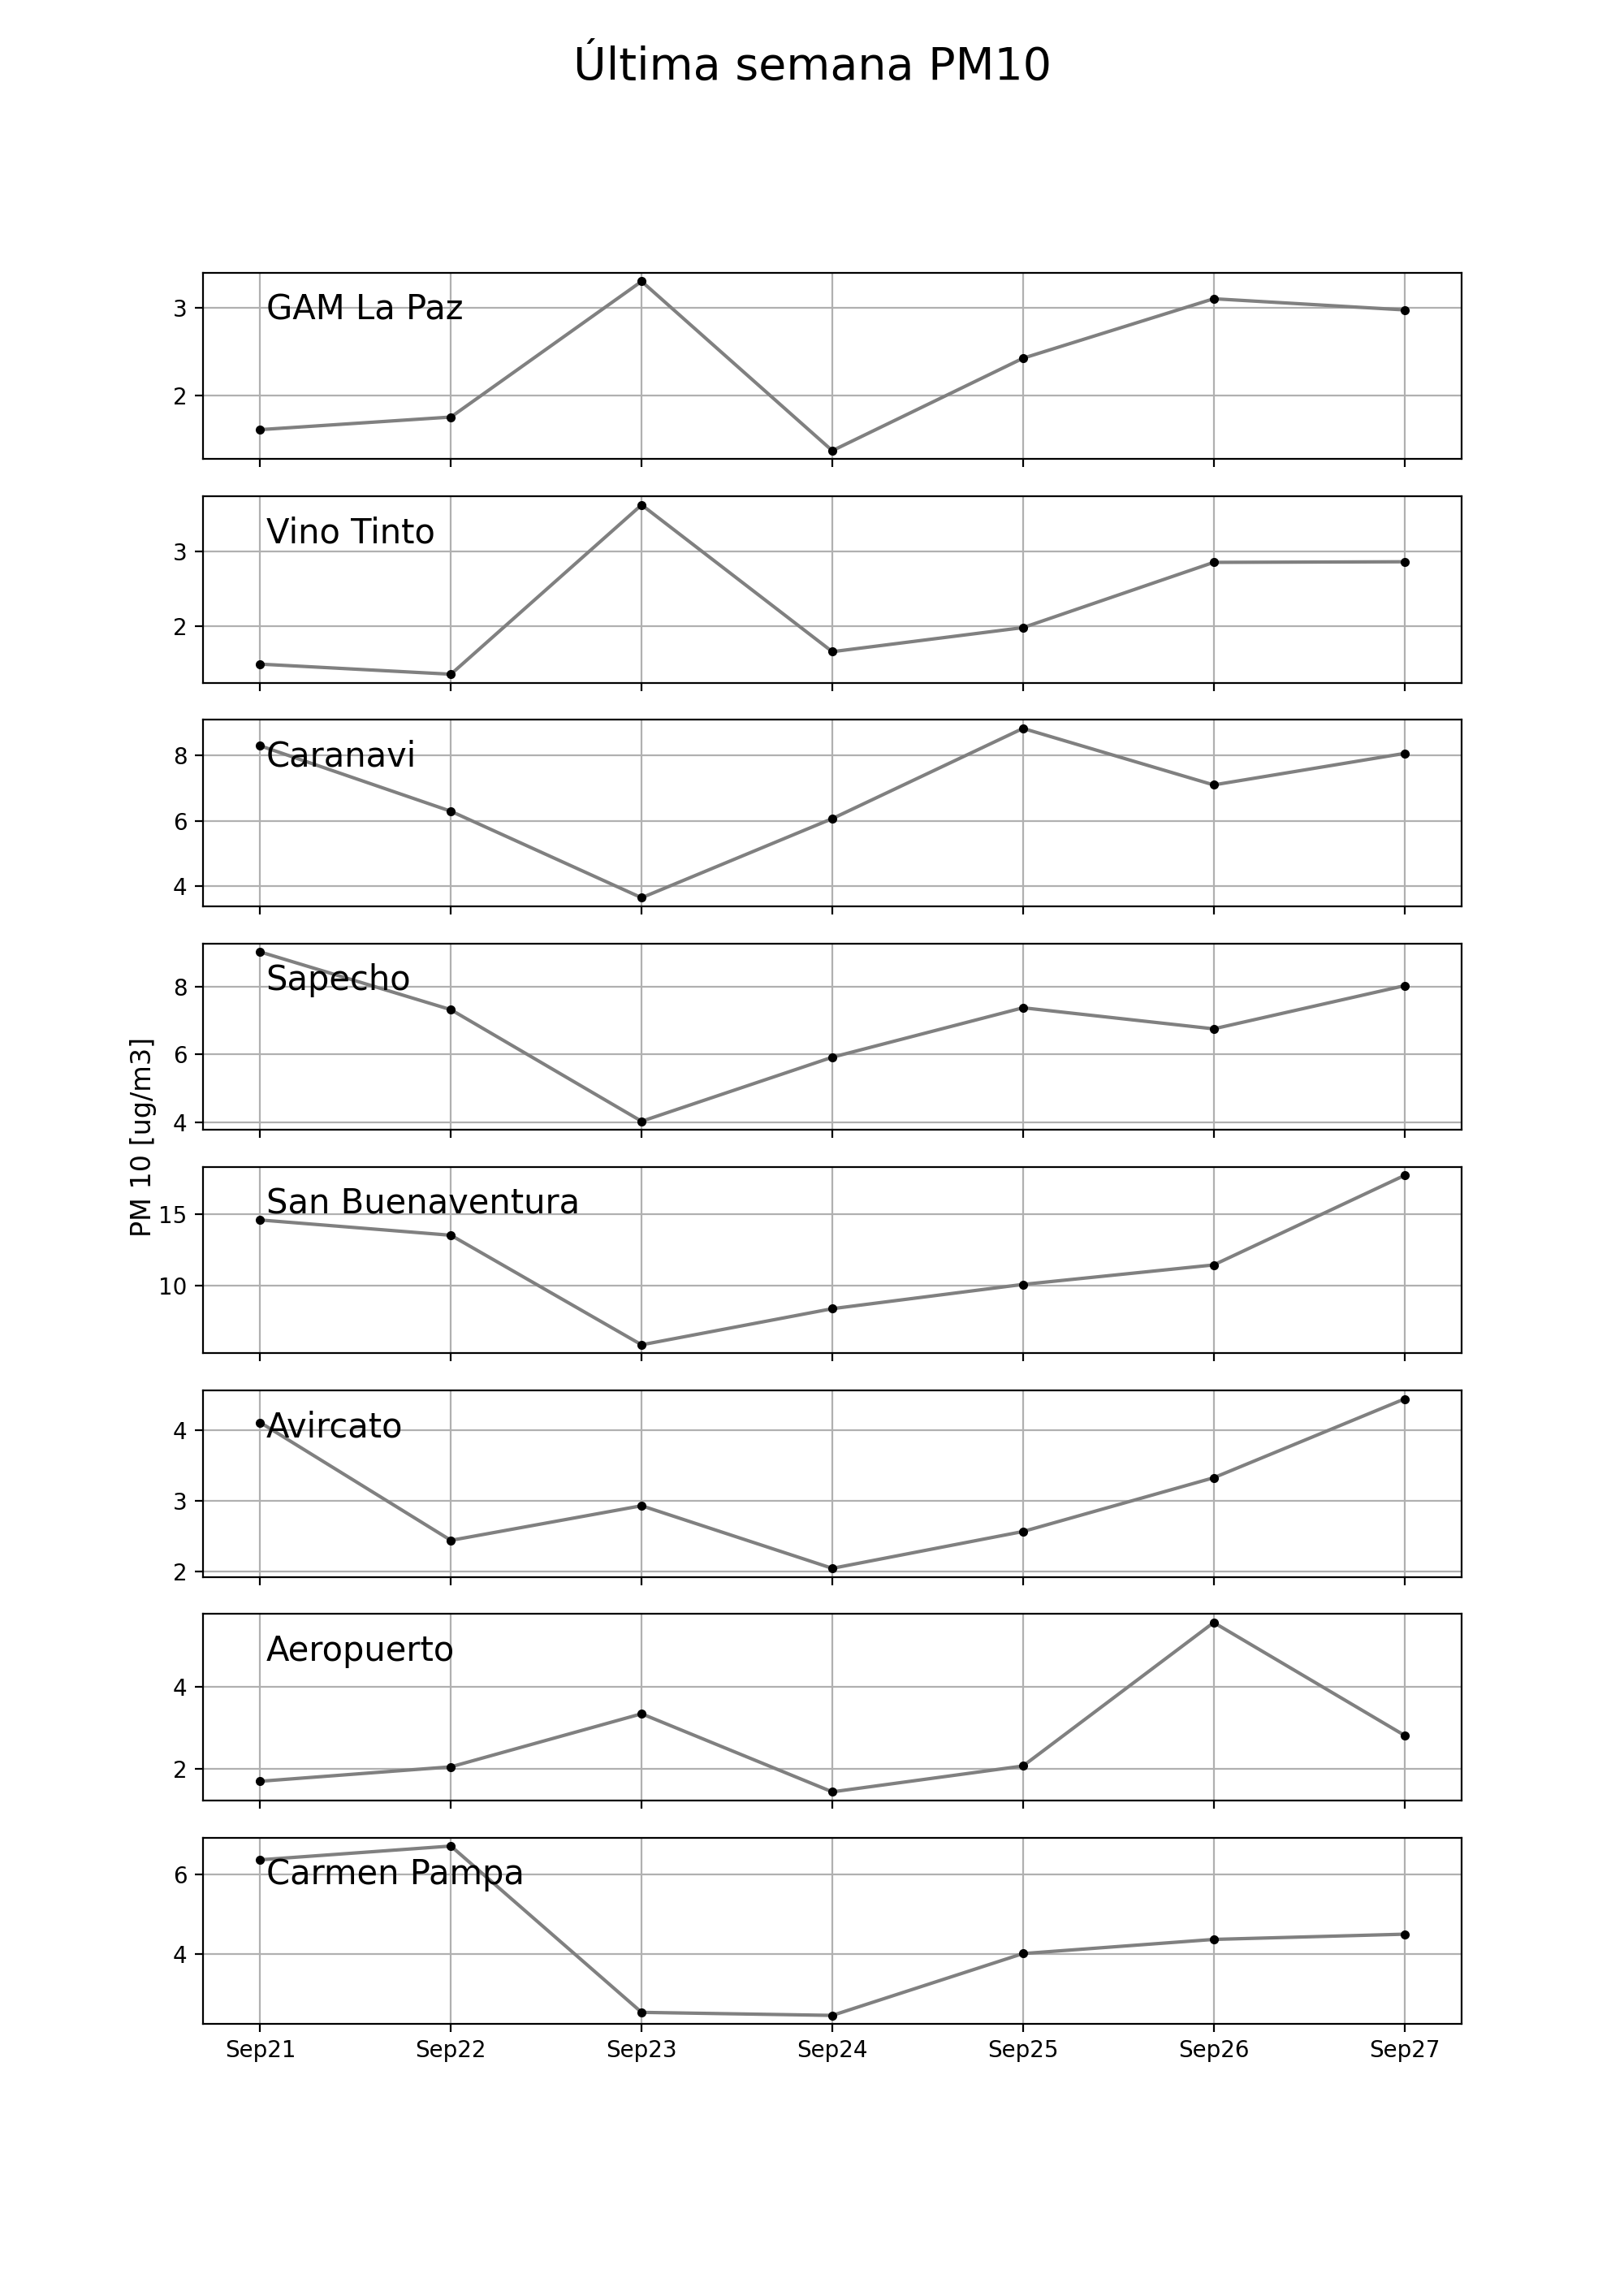 Última semana PM10
GAM La Paz
3
2
Vino Tinto
3
2
Caranavi
8
6
4
Sapecho
8
6
4
PM 10 [ug/m3]
San Buenaventura
15
10
Avircato
4
3
2
Aeropuerto
4
2
Carmen Pampa
6
4
Sep21 Sep22 Sep23 Sep24 Sep25 Sep26 Sep27